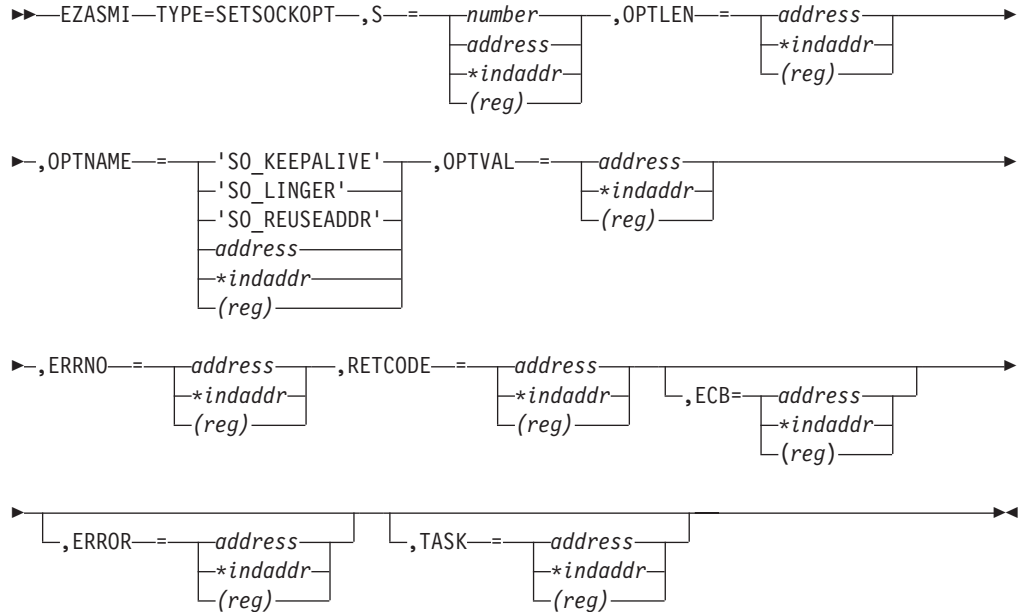 EZASMI TYPE=SETSOCKOPT ,S = number ,OPTLEN = address
address *indaddr
*indaddr (reg)
(reg)
,OPTNAME = 'SO_KEEPALIVE' ,OPTVAL = address
'SO_LINGER' *indaddr
'SO_REUSEADDR' (reg)
address
*indaddr
(reg)
,ERRNO = address ,RETCODE = address
*indaddr *indaddr ,ECB= address
(reg) (reg) *indaddr
(reg)
,ERROR = address ,TASK = address
*indaddr *indaddr
(reg) (reg)